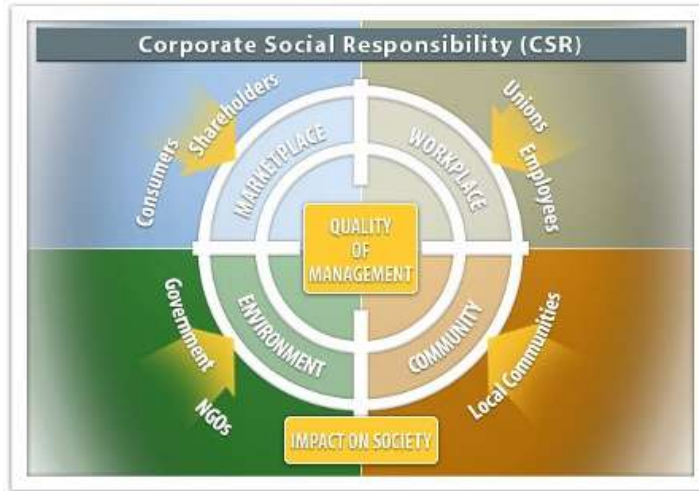 Corporate Social Responsibility (CSR)
Consumers
Shareholders
MARKETPLACE
WORKPLACE
Unions
Employees
QUALITY
OF
MANAGEMENT
Government
NGOs
ENVIRONMENT
COMMUNITY
Local Communities
IMPACT ON SOCIETY